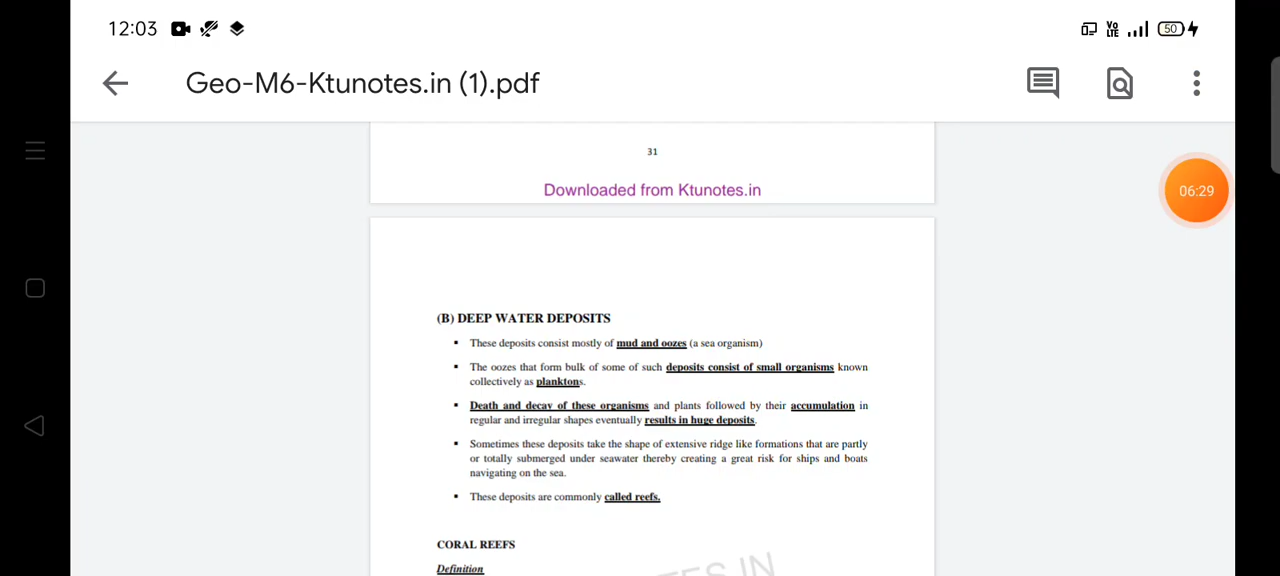 12:03
Vo
LTE
50
Geo-M6-Ktunotes.in (1).pdf
31
Downloaded from Ktunotes.in
06:29
(B) DEEP WATER DEPOSITS
▪ These deposits consist mostly of mud and oozes (a sea organism)
▪ The oozes that form bulk of some of such deposits consist of small organisms known
collectively as planktons.
▪ Death and decay of these organisms and plants followed by their accumulation in
regular and irregular shapes eventually results in huge deposits.
▪ Sometimes these deposits take the shape of extensive ridge like formations that are partly
or totally submerged under seawater thereby creating a great risk for ships and boats
navigating on the sea.
▪ These deposits are commonly called reefs.
CORAL REEFS
Definition